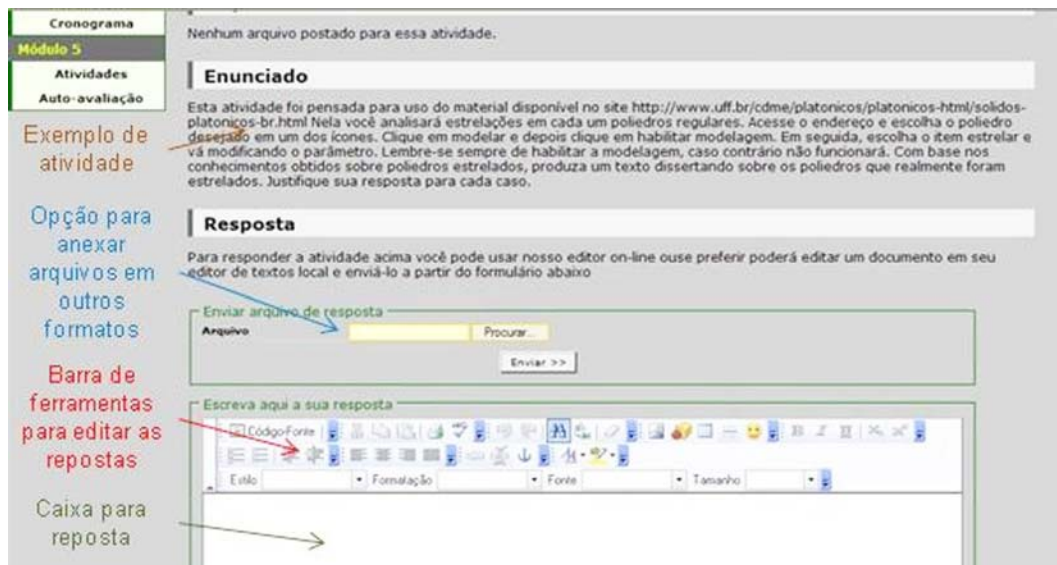 Cronograma
Nenhum arquivo postado para essa atividade.
Módulo 5
Atividades
Auto-avaliação
Enunciado
Esta atividade foi pensada para uso do material disponível no site http://www.uff.br/cdme/platonicos/platonicos-html/solidos-
platonicos-br.html Nela você analisará estrelações em cada um poliedros regulares. Acesse o endereço e escolha o poliedro
desejado em um dos ícones. Clique em modelar e depois clique em habilitar modelagem. Em seguida, escolha o item estrelar e
vá modificando o parâmetro. Lembre-se sempre de habilitar a modelagem, caso contrário não funcionará. Com base nos
conhecimentos obtidos sobre poliedros estrelados, produza um texto dissertando sobre os poliedros que realmente foram
estrelados. Justifique sua resposta para cada caso.
Exemplo de
atividade
Resposta
Para responder a atividade acima você pode usar nosso editor on-line ouse preferir poderá editar um documento em seu
editor de textos local e enviá-lo a partir do formulário abaixo
Opção para
anexar
arquivos em
outros
formatos
Enviar arquivo de resposta
Arquivo
Procurar...
Enviar >>
Barra de
ferramentas
para editar as
repostas
Escreva aqui a sua resposta
Código-Fonte
Estilo
Formatação
Fonte
Tamanho
Caixa para
reposta